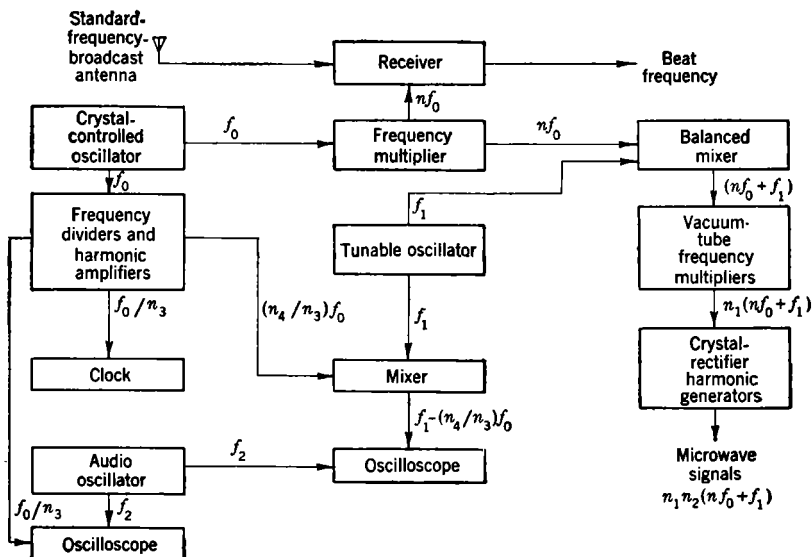 Standard-
frequency-
broadcast
antenna
Receiver
Beat
frequency
nf₀
Crystal-
controlled
oscillator
f₀
Frequency
multiplier
nf₀
Balanced
mixer
f₀
f₁
(nf₀ + f₁)
Frequency
dividers and
harmonic
amplifiers
Tunable oscillator
Vacuum-
tube
frequency
multipliers
f₀/n₃
(n₄/n₃)f₀
f₁
n₁(nf₀ + f₁)
Clock
Mixer
Crystal-
rectifier
harmonic
generators
f₁-(n₄/n₃)f₀
Audio
oscillator
f₂
Oscilloscope
Microwave
signals
n₁n₂(nf₀ + f₁)
f₀/n₃
f₂
Oscilloscope